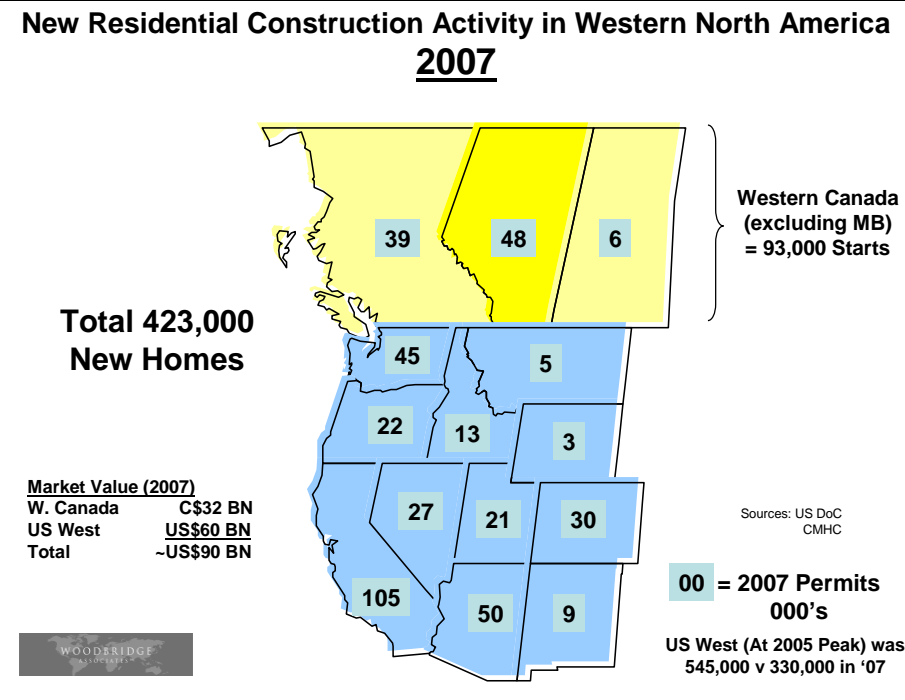 New Residential Construction Activity in Western North America
2007
Western Canada
(excluding MB)
= 93,000 Starts
39
48
6
Total 423,000
New Homes
45
5
22
13
3
Market Value (2007)
W. Canada C$32 BN
US West US$60 BN
Total ~US$90 BN
27
21
30
Sources: US DoC
CMHC
105
50
9
00 = 2007 Permits
000's
US West (At 2005 Peak) was
545,000 v 330,000 in ‘07
WOODBRIDGE
ASSOCIATES